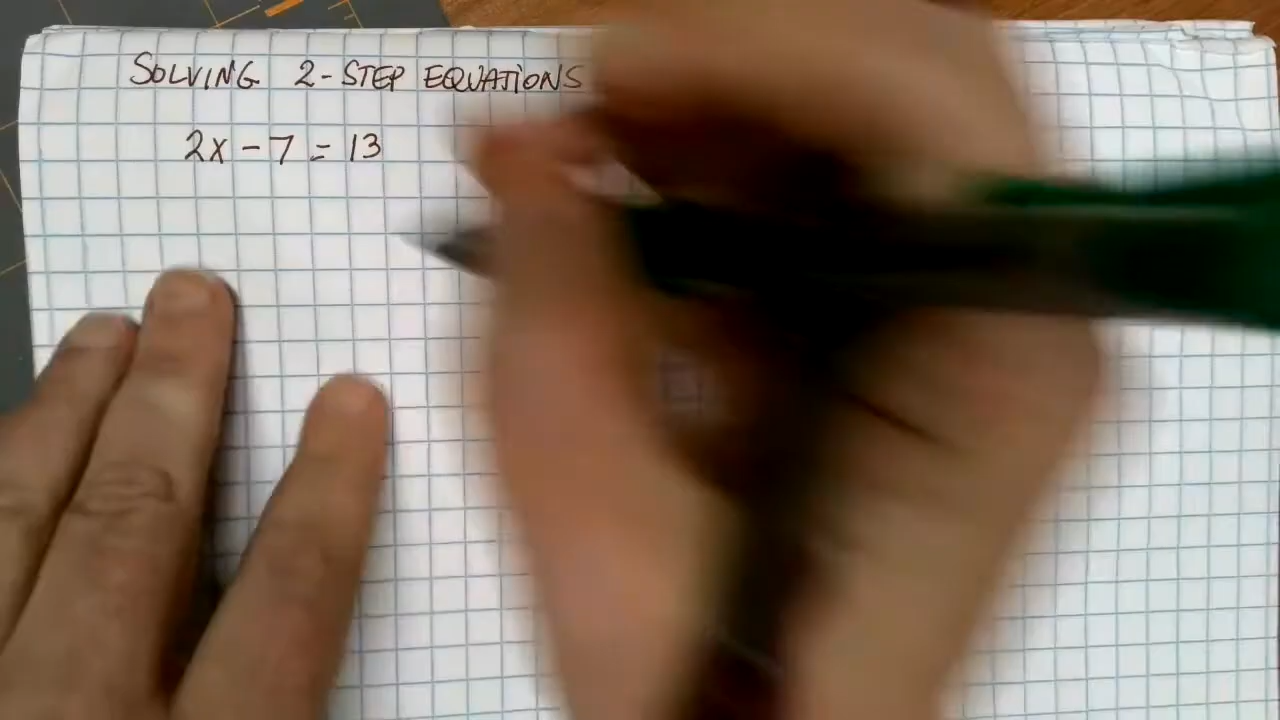 SOLVING 2-STEP EQUATIONS
2x - 7 = 13